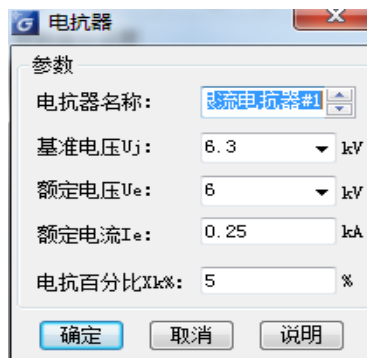 电抗器
参数
电抗器名称: 流电抗器#1
基准电压Uj: 6.3 kV
额定电压Ue: 6 kV
额定电流Ie: 0.25 kA
电抗百分比Xk%: 5 %
确定 取消 说明